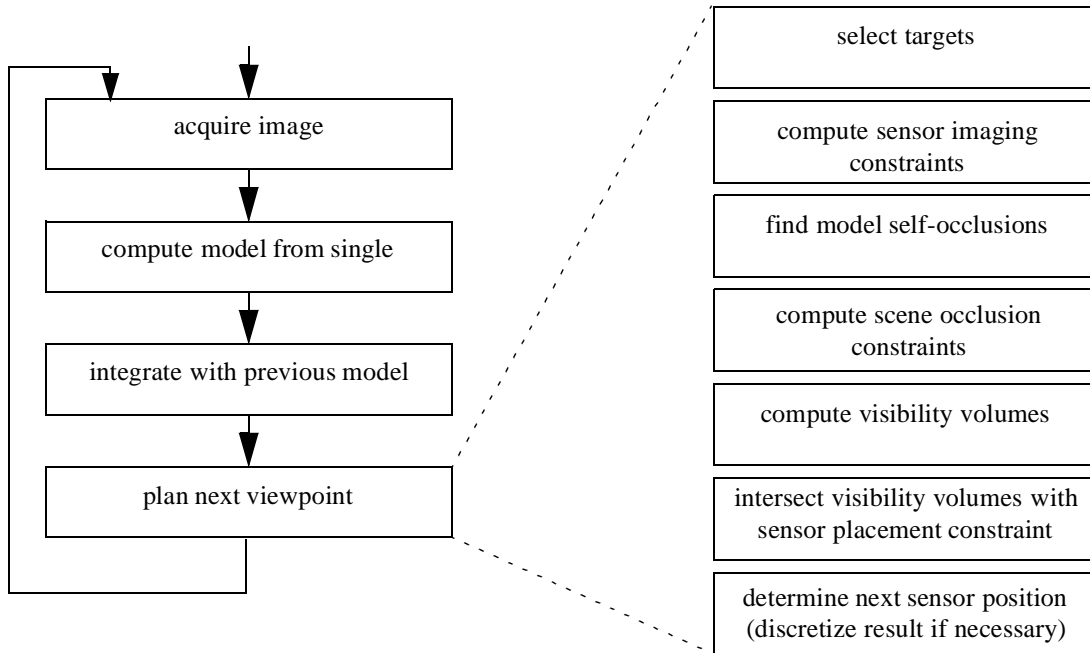 acquire image
compute model from single
integrate with previous model
plan next viewpoint
select targets
compute sensor imaging
constraints
find model self-occlusions
compute scene occlusion
constraints
compute visibility volumes
intersect visibility volumes with
sensor placement constraint
determine next sensor position
(discretize result if necessary)